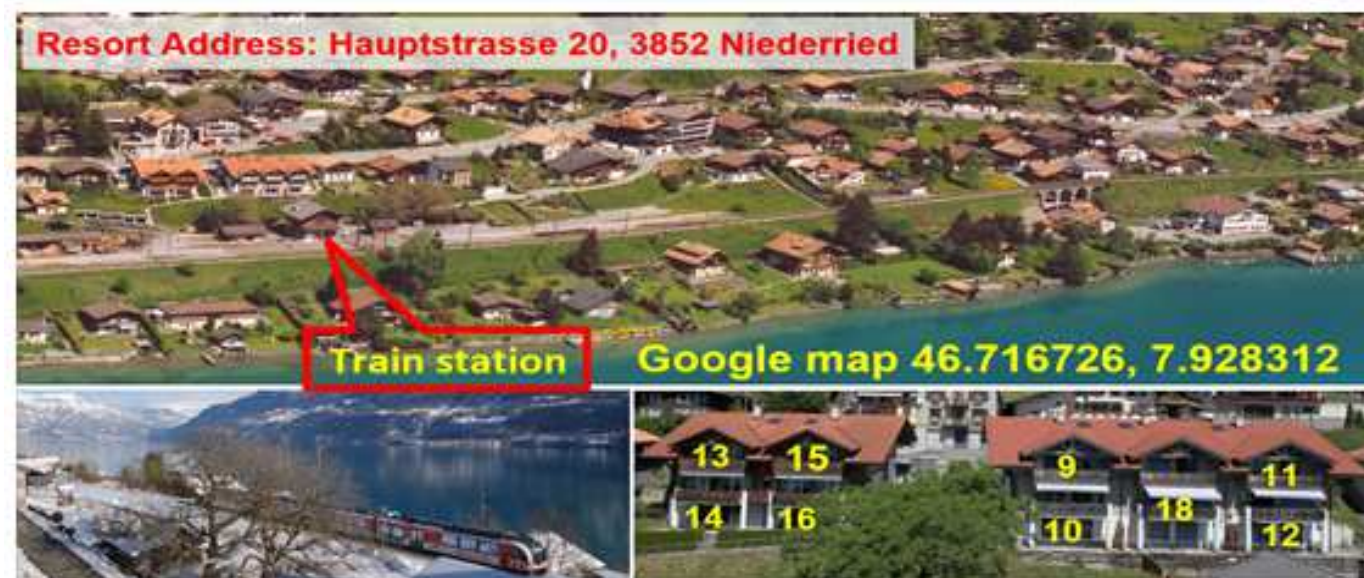 Resort Address: Hauptstrasse 20, 3852 Niederried
Train station
Google map 46.716726, 7.928312
13 15
14 16
9 11
18
10 12